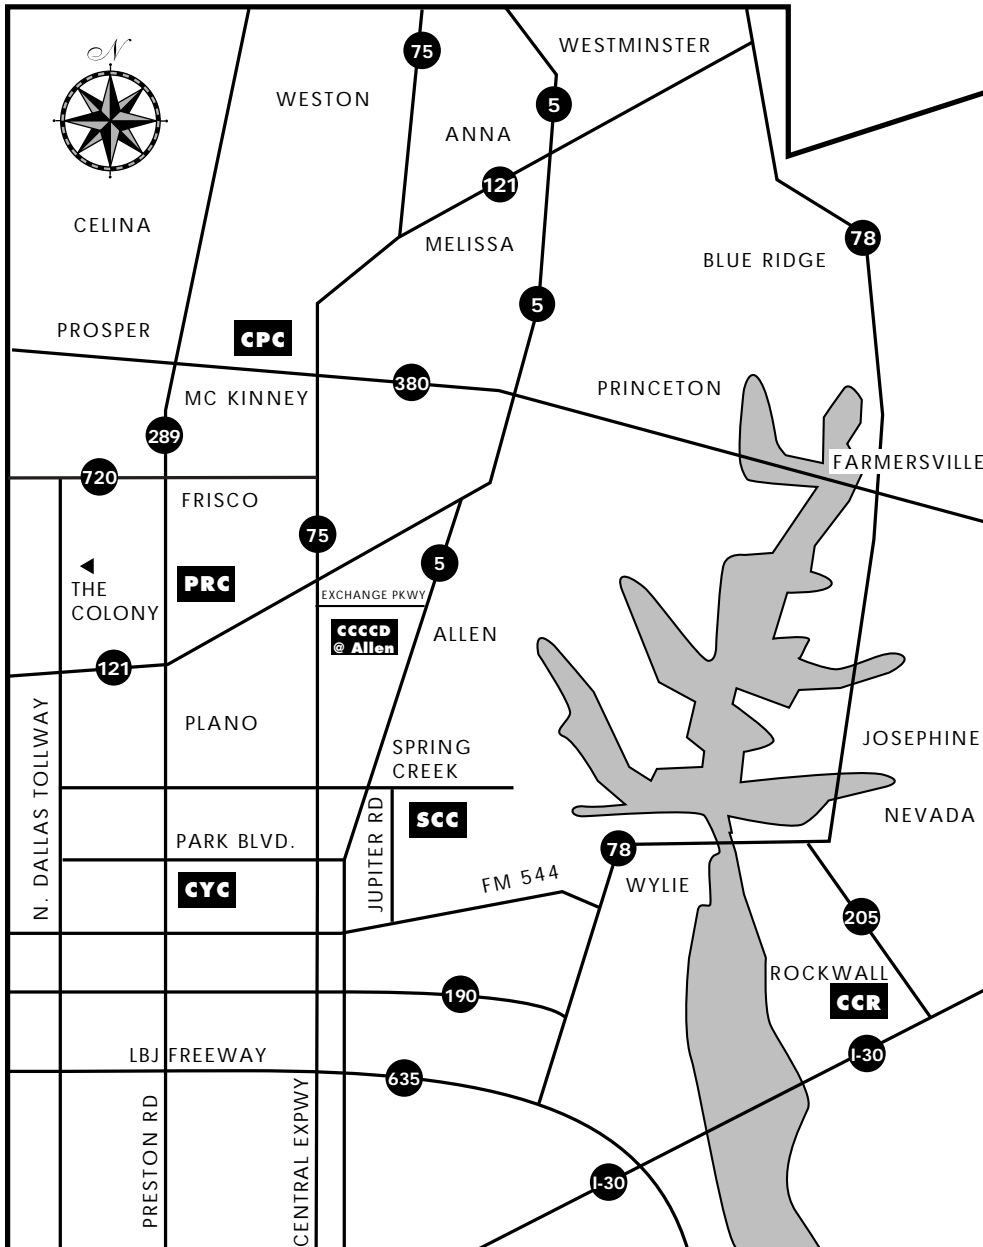 N
75
WESTMINSTER
WESTON
5
ANNA
121
CELINA
MELISSA
78
BLUE RIDGE
5
PROSPER
CPC
380
PRINCETON
MC KINNEY
289
FARMERSVILLE
720
FRISCO
75
5
THE
COLONY
PRC
EXCHANGE PKWY
CCCCD
@ Allen
ALLEN
121
PLANO
JOSEPHINE
SPRING
CREEK
N. DALLAS TOLLWAY
JUPITER RD
SCC
NEVADA
PARK BLVD.
78
CYC
FM 544
WYLIE
205
ROCKWALL
CCR
190
LBJ FREEWAY
I-30
635
PRESTON RD
CENTRAL EXPWY
I-30